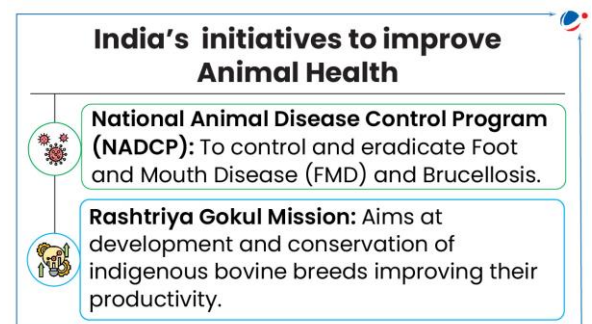 India's initiatives to improve
Animal Health
National Animal Disease Control Program
(NADCP): To control and eradicate Foot
and Mouth Disease (FMD) and Brucellosis.
Rashtriya Gokul Mission: Aims at
development and conservation of
indigenous bovine breeds improving their
productivity.